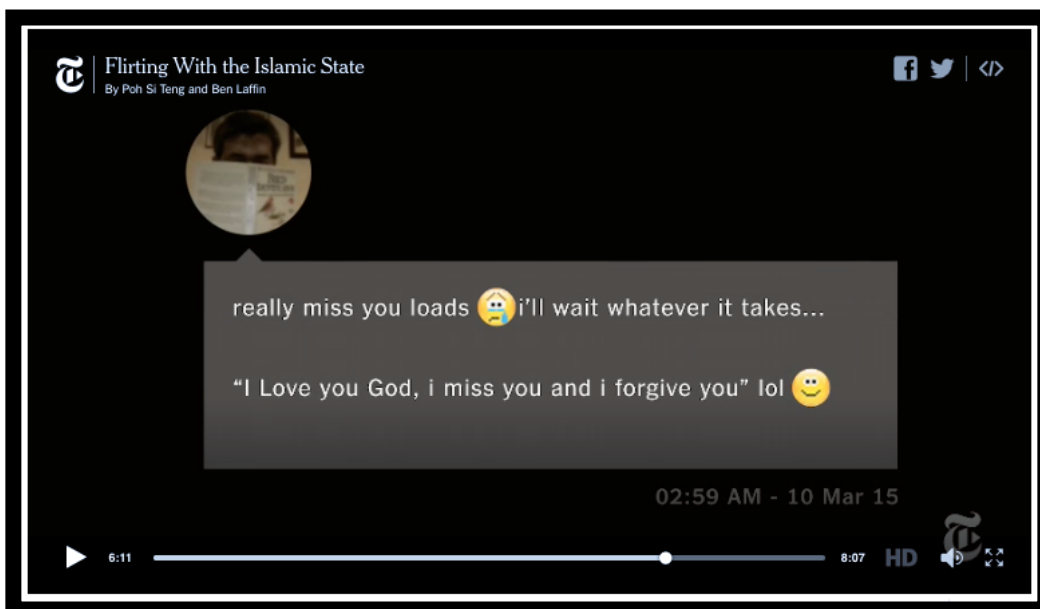 Flirting With the Islamic State
By Poh Si Teng and Ben Laffin
really miss you loads i'll wait whatever it takes...
“I Love you God, i miss you and i forgive you” lol
02:59 AM - 10 Mar 15
6:11
8:07
HD